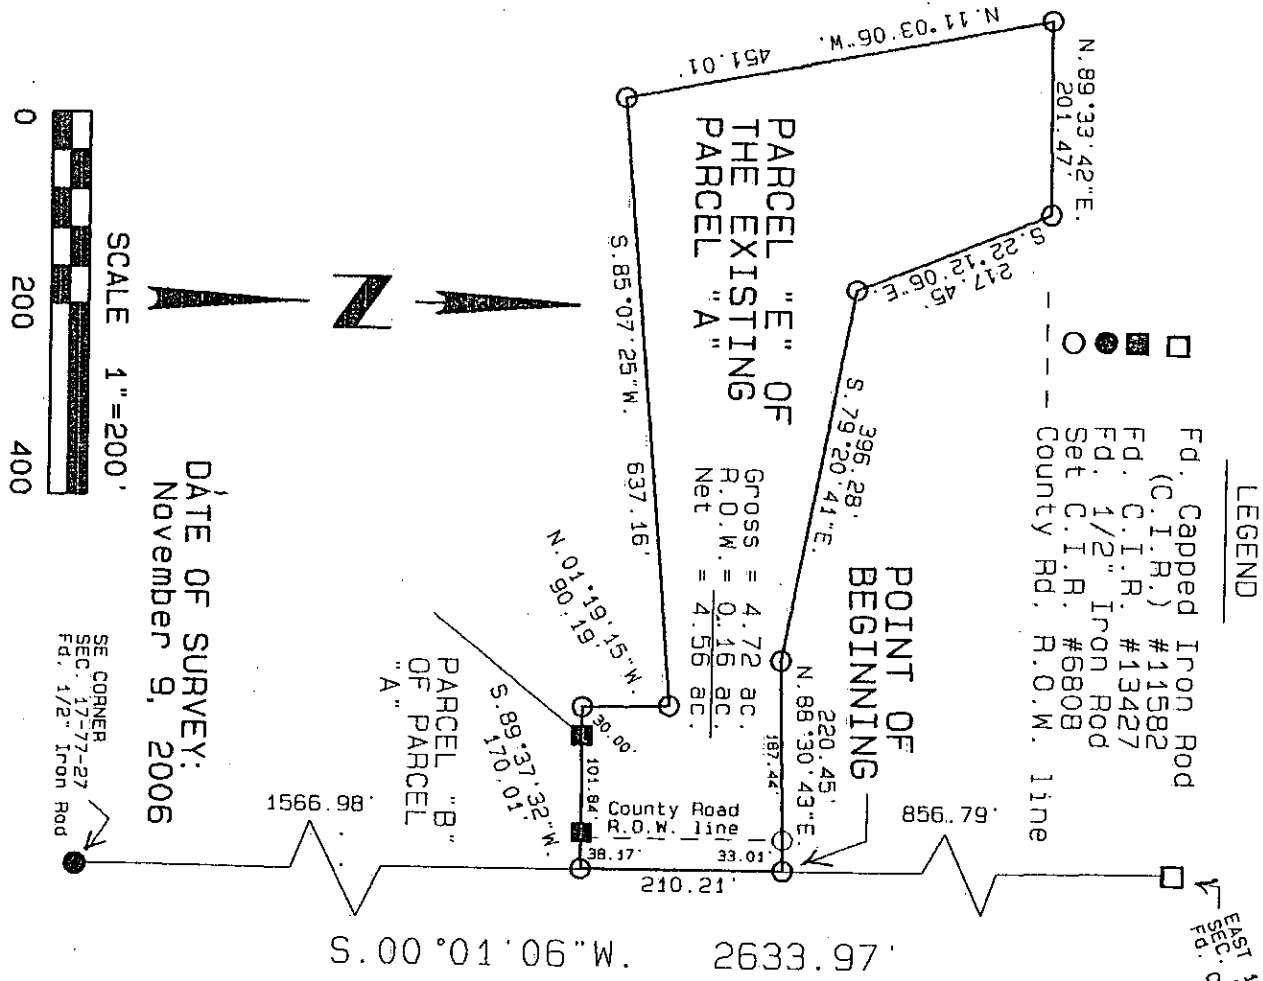 LEGEND
Fd. Capped Iron Rod
(C.I.R.) #11582
Fd. C.I.R. #13427
Fd. 1/2" Iron Rod
Set C.I.R. #6808
County Rd. R.O.W. line
N.89°33'42"E.
201.47'
S.22°12'06"E.
217.45'
N.11°03'06"W.
451.01'
PARCEL "E" OF
THE EXISTING
PARCEL "A"
396.28'
S.79°20'41"E.
S.85°07'25"W. 637.16'
Gross = 4.72 ac.
R.O.W. = 0.16 ac.
Net = 4.56 ac.
POINT OF
BEGINNING
220.45'
N.88°30'43"E.
187.44'
33.01'
856.79'
EAST
SEC.
Fd.
N.01°19'15"W.
90.19'
30.00'
101.84'
38.17'
County Road
R.O.W. line
210.21'
S.89°37'32"W.
170.01'
PARCEL "B"
OF PARCEL
"A"
1566.98'
S.00°01'06"W. 2633.97'
SE CORNER
SEC. 17-77-27
Fd. 1/2" Iron Rod
DATE OF SURVEY:
November 9, 2006
SCALE 1"=200'
0 200 400
N